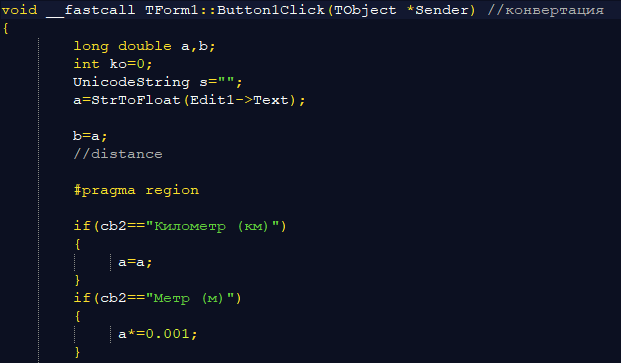 void __fastcall TForm1::Button1Click(TObject *Sender) //конвертация
{
long double a,b;
int ko=0;
UnicodeString s="";
a=StrToFloat(Edit1->Text);
b=a;
//distance
#pragma region
if(cb2=="Километр (км)")
{
a=a;
}
if(cb2=="Метр (м)")
{
a*=0.001;
}